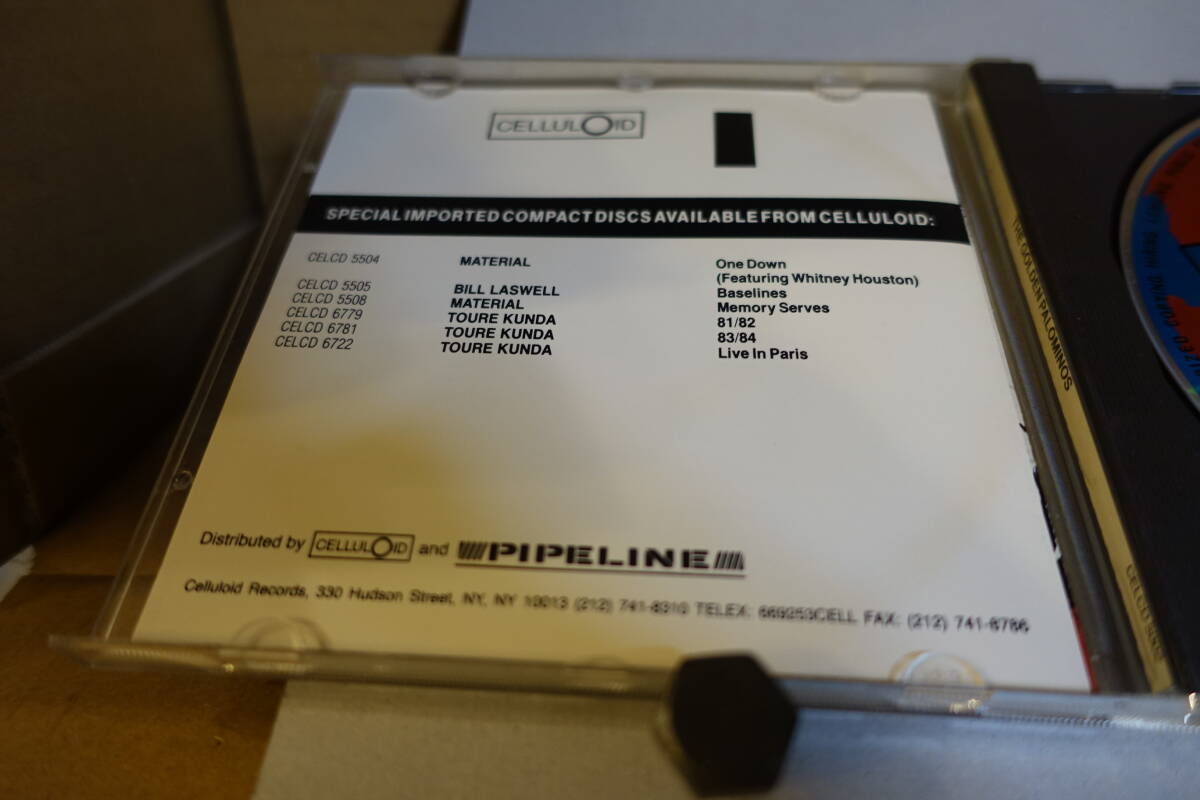 CELLULOID
SPECIAL IMPORTED COMPACT DISCS AVAILABLE FROM CELLULOID:
CELCD 5504 MATERIAL One Down
(Featuring Whitney Houston)
CELCD 5505 BILL LASWELL Baselines
CELCD 5508 MATERIAL Memory Serves
CELCD 6779 TOURE KUNDA 81/82
CELCD 6781 TOURE KUNDA 83/84
CELCD 6722 TOURE KUNDA Live In Paris
Distributed by CELLULOID and PIPELINE
Celluloid Records, 330 Hudson Street, NY, NY 10013 (212) 741-8310 TELEX: 669253CELL FAX: (212) 741-8786
THE GOLDEN PALOMINOS
CELCD